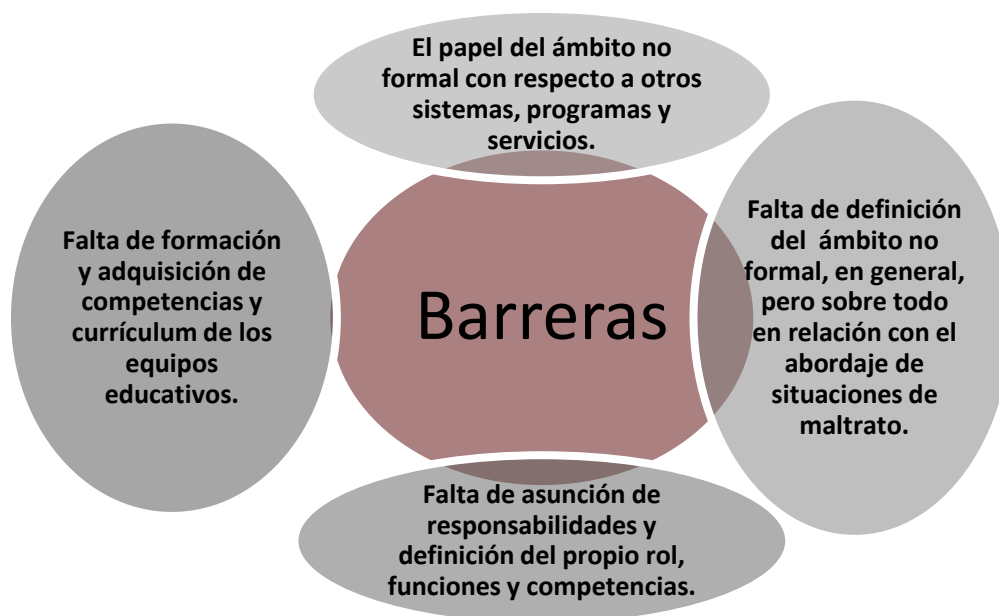 El papel del ámbito no
formal con respecto a otros
sistemas, programas y
servicios.
Falta de formación
y adquisición de
competencias y
currículum de los
equipos
educativos.
Barreras
Falta de definición
del ámbito no
formal, en general,
pero sobre todo
en relación con el
abordaje de
situaciones de
maltrato.
Falta de asunción de
responsabilidades y
definición del propio rol,
funciones y competencias.